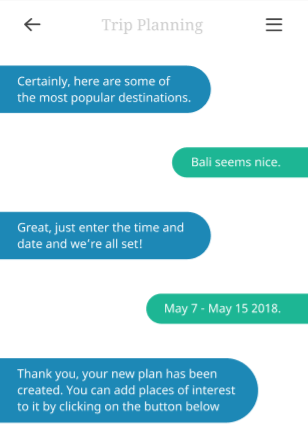 Trip Planning
Certainly, here are some of
the most popular destinations.
Bali seems nice.
Great, just enter the time and
date and we're all set!
May 7 - May 15 2018.
Thank you, your new plan has been
created. You can add places of interest
to it by clicking on the button below